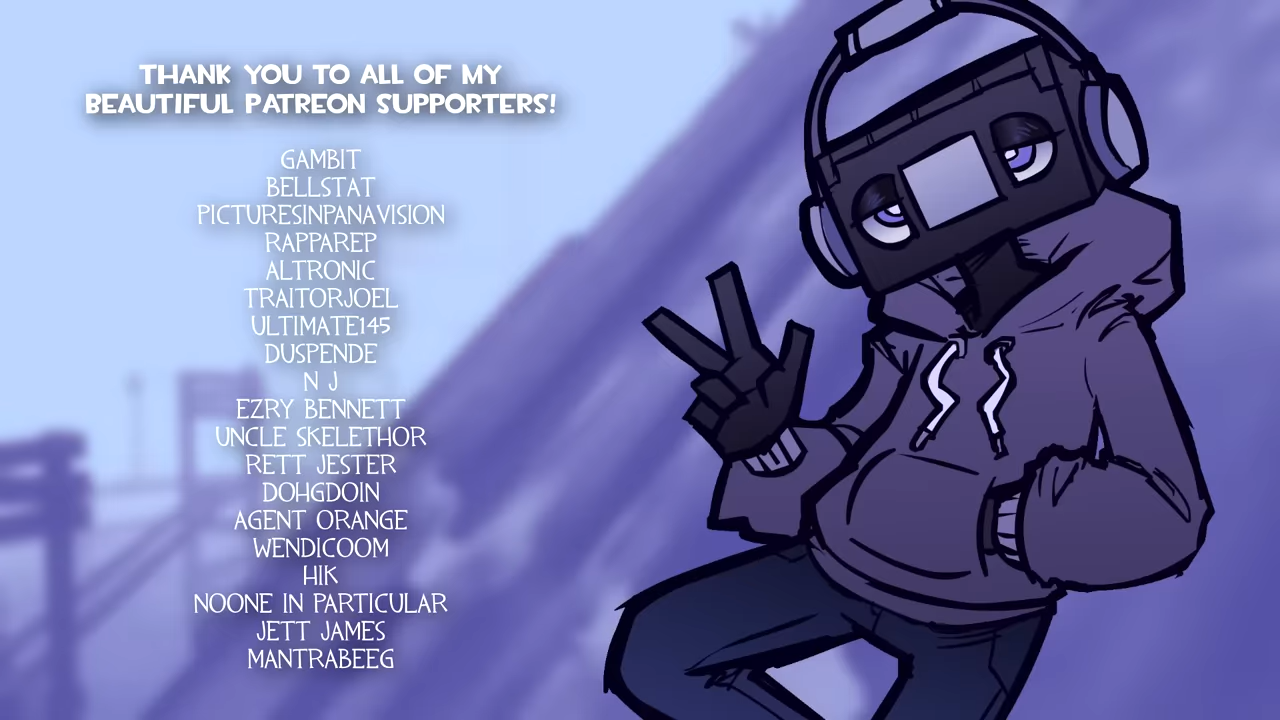 THANK YOU TO ALL OF MY
BEAUTIFUL PATREON SUPPORTERS!
GAMBIT
BELLSTAT
PICTURESINPANAVISION
RAPPAREP
ALTRONIC
TRAITORJOEL
ULTIMATE145
DUSPENDE
N J
EZRY BENNETT
UNCLE SKELETHOR
RETT JESTER
DOHGDOIN
AGENT ORANGE
WENDICOOM
HIK
NOONE IN PARTICULAR
JETT JAMES
MANTRABEEG